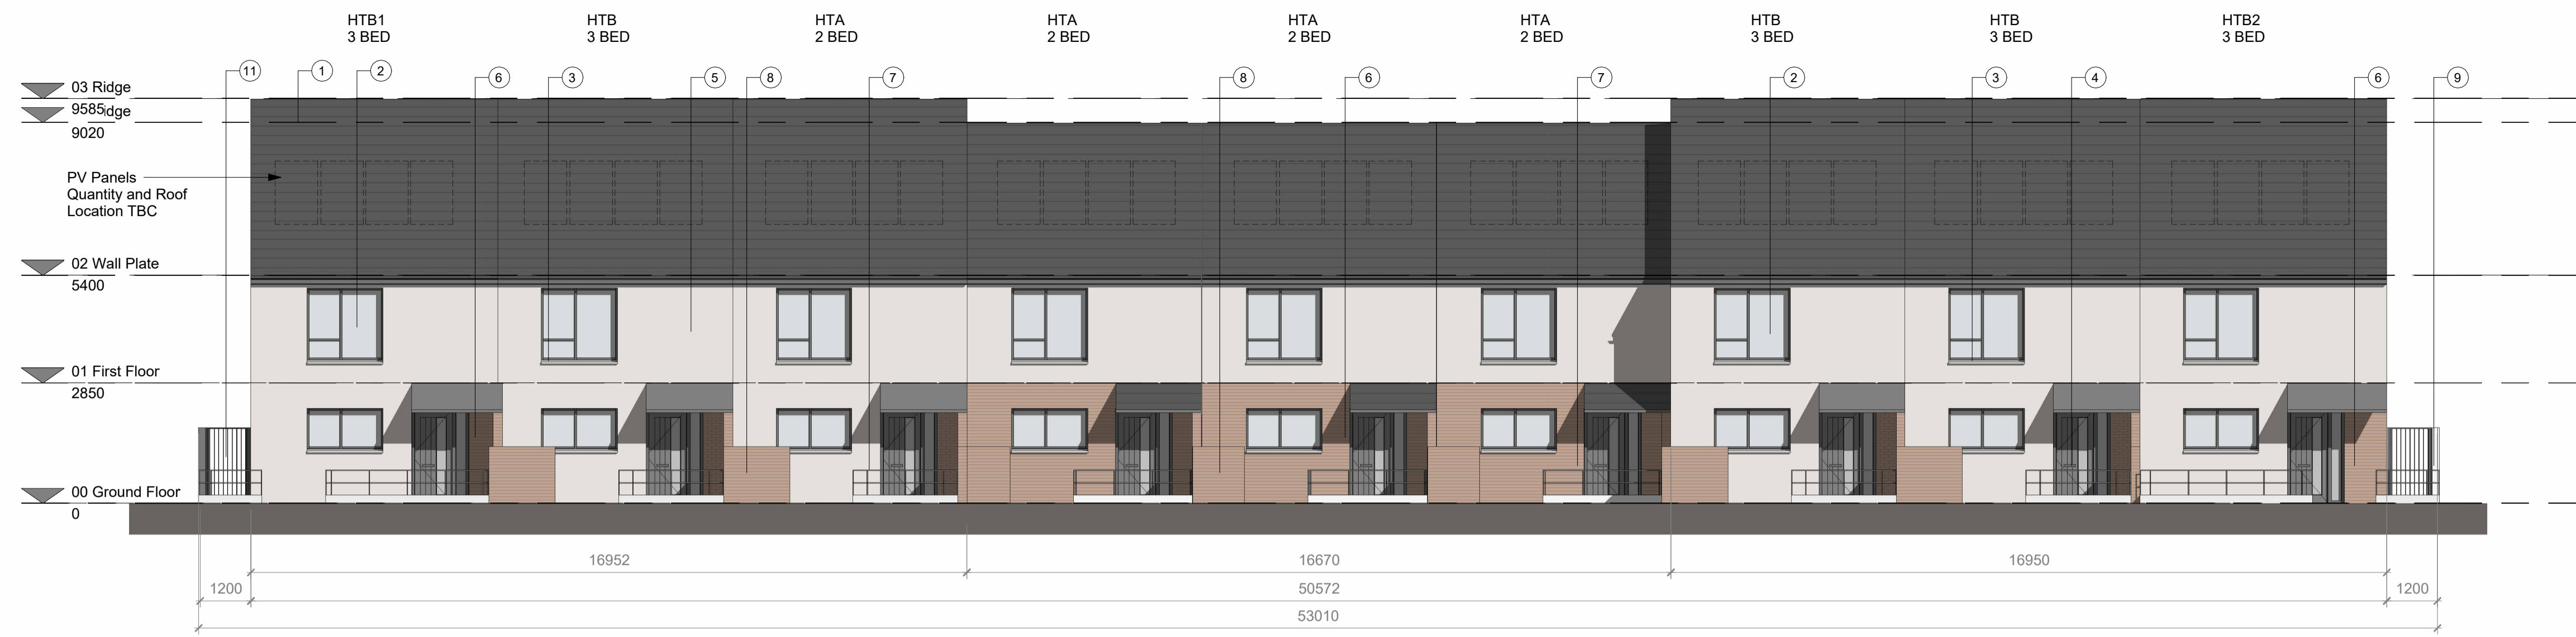 HTB1
3 BED
HTB
3 BED
HTA
2 BED
HTA
2 BED
HTA
2 BED
HTA
2 BED
HTB
3 BED
HTB
3 BED
HTB2
3 BED
11
1
2
6
3
5
8
7
8
6
7
2
3
4
6
9
03 Ridge
9585
idge
9020
PV Panels
Quantity and Roof
Location TBC
02 Wall Plate
5400
01 First Floor
2850
00 Ground Floor
0
16952
16670
16950
1200
50572
1200
53010